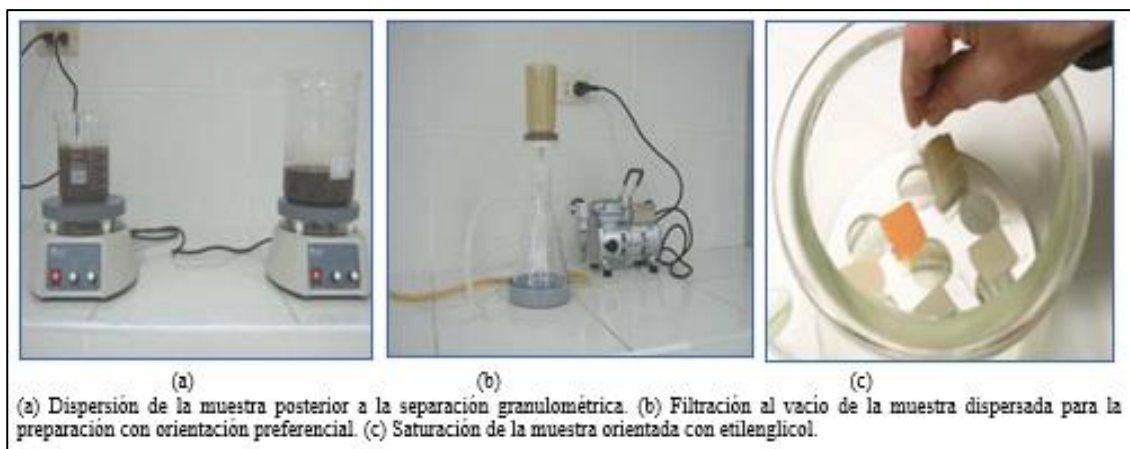 (a) (b) (c)
(a) Dispersión de la muestra posterior a la separación granulométrica. (b) Filtración al vacío de la muestra dispersada para la
preparación con orientación preferencial. (c) Saturación de la muestra orientada con etilenglicol.